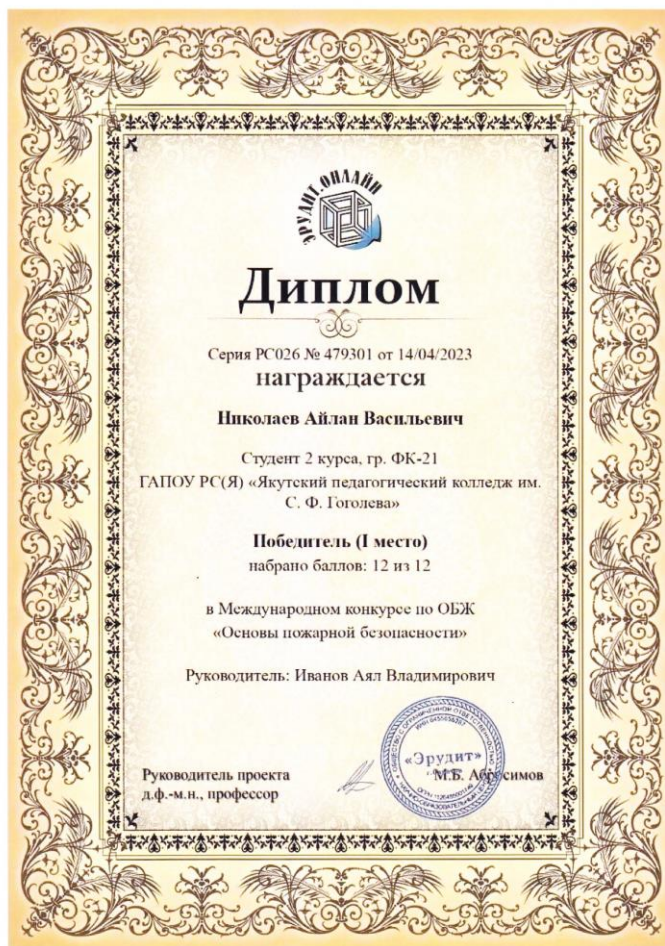 ЭРУДИТ.ОНЛАЙН
Диплом
Серия РС026 № 479301 от 14/04/2023
награждается
Николаев Айлан Васильевич
Студент 2 курса, гр. ФК-21
ГАПОУ РС(Я) «Якутский педагогический колледж им.
С. Ф. Гоголева»
Победитель (I место)
набрано баллов: 12 из 12
в Международном конкурсе по ОБЖ
«Основы пожарной безопасности»
Руководитель: Иванов Аял Владимирович
«Эрудит»
Руководитель проекта
М.Б. Абросимов
д.ф.-м.н., профессор